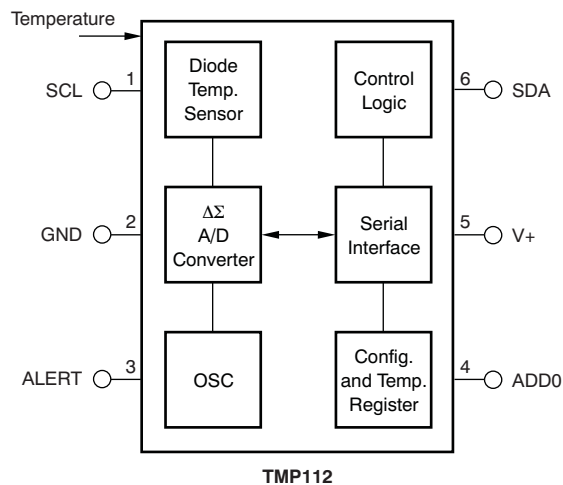 Temperature
SCL
1
Diode
Temp.
Sensor
Control
Logic
6
SDA
GND
2
ΔΣ
A/D
Converter
Serial
Interface
5
V+
ALERT
3
OSC
Config.
and Temp.
Register
4
ADD0
TMP112